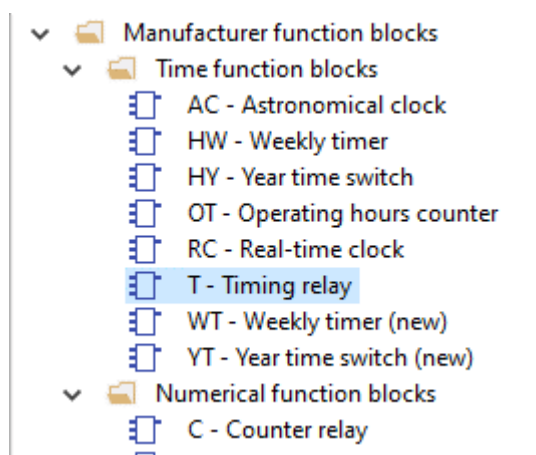 Manufacturer function blocks
Time function blocks
AC - Astronomical clock
HW - Weekly timer
HY - Year time switch
OT - Operating hours counter
RC - Real-time clock
T - Timing relay
WT - Weekly timer (new)
YT - Year time switch (new)
Numerical function blocks
C - Counter relay